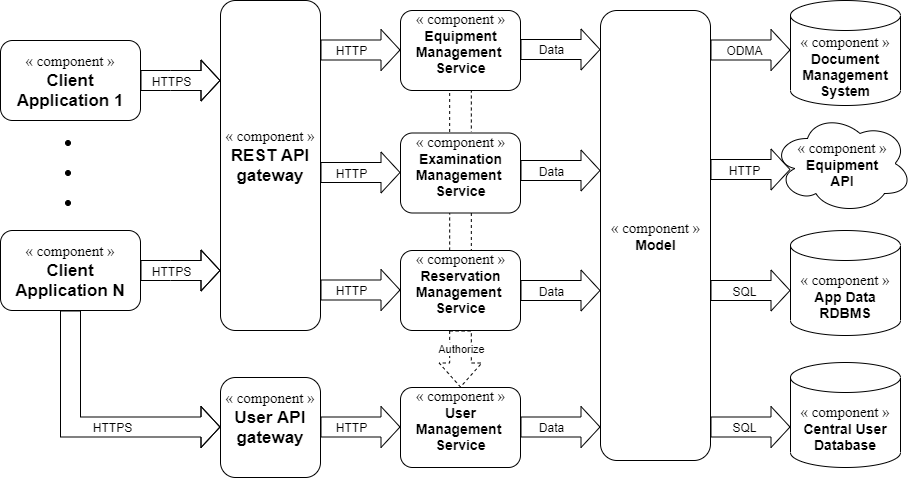 « component »
Client
Application 1
HTTPS
« component »
REST API
gateway
HTTP
« component »
Equipment
Management
Service
Data
« component »
Model
ODMA
« component »
Document
Management
System
HTTP
« component »
Examination
Management
Service
Data
HTTP
« component »
Equipment
API
« component »
Client
Application N
HTTPS
HTTP
« component »
Reservation
Management
Service
Data
SQL
« component »
App Data
RDBMS
Authorize
HTTPS
« component »
User API
gateway
HTTP
« component »
User
Management
Service
Data
SQL
« component »
Central User
Database